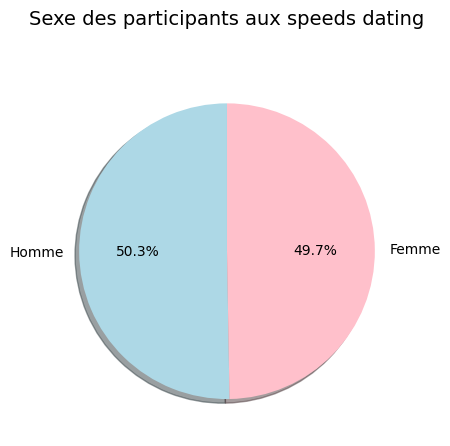 Sexe des participants aux speeds dating
Homme
50.3%
49.7%
Femme